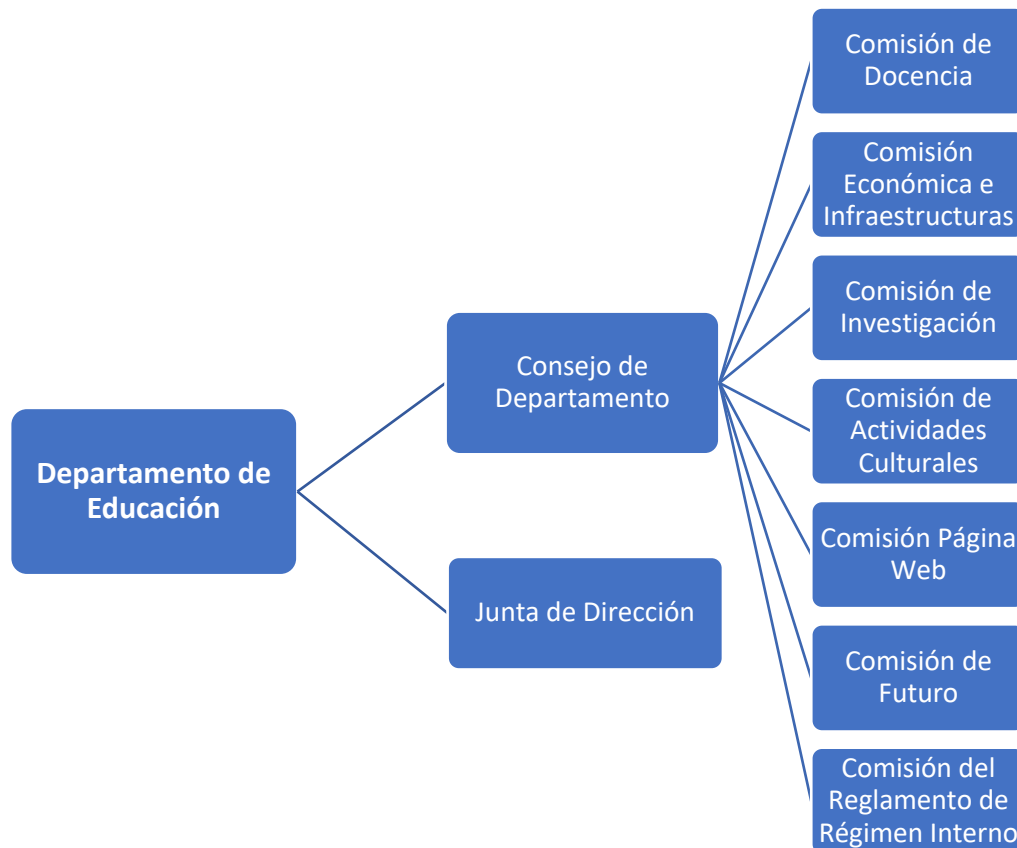 Departamento de
Educación
Consejo de
Departamento
Junta de Dirección
Comisión de
Docencia
Comisión
Económica e
Infraestructuras
Comisión de
Investigación
Comisión de
Actividades
Culturales
Comisión Página
Web
Comisión de
Futuro
Comisión del
Reglamento de
Régimen Interno